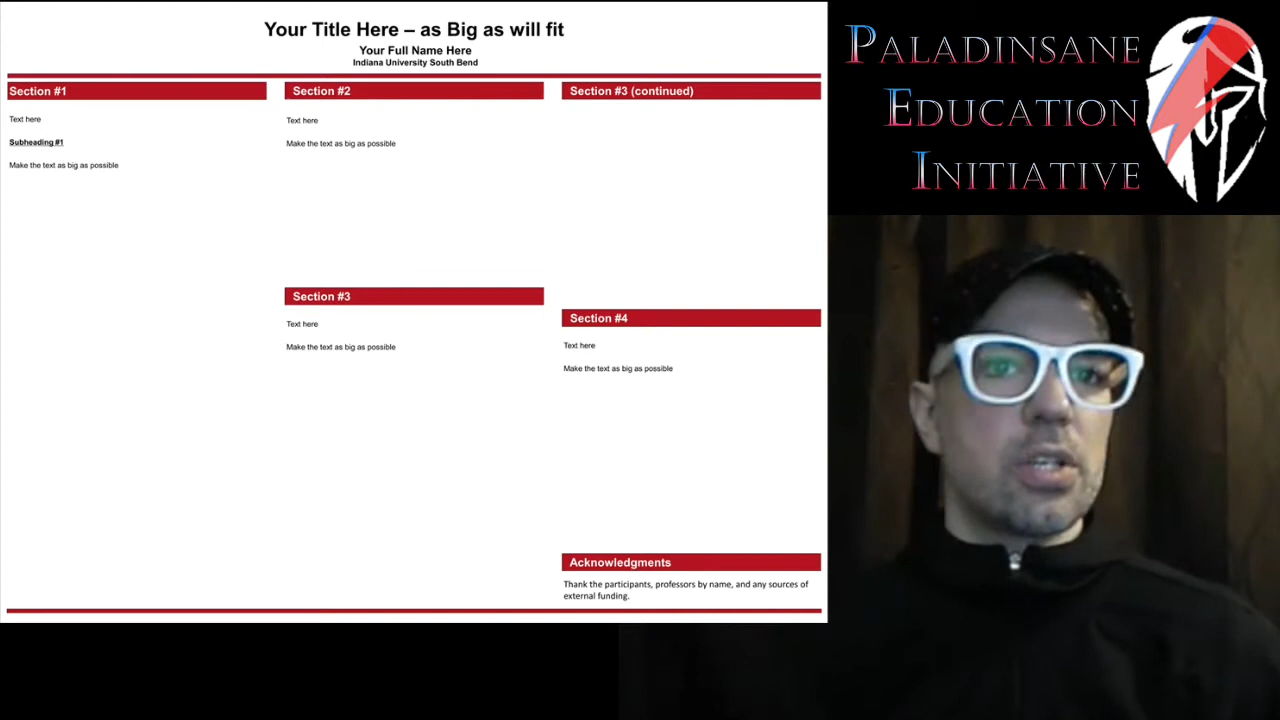 Your Title Here – as Big as will fit
Your Full Name Here
Indiana University South Bend
Section #1
Text here
Subheading #1
Make the text as big as possible
Section #2
Text here
Make the text as big as possible
Section #3
Text here
Make the text as big as possible
Section #3 (continued)
Section #4
Text here
Make the text as big as possible
Acknowledgments
Thank the participants, professors by name, and any sources of
external funding.
PALADINSANE
EDUCATION
INITIATIVE